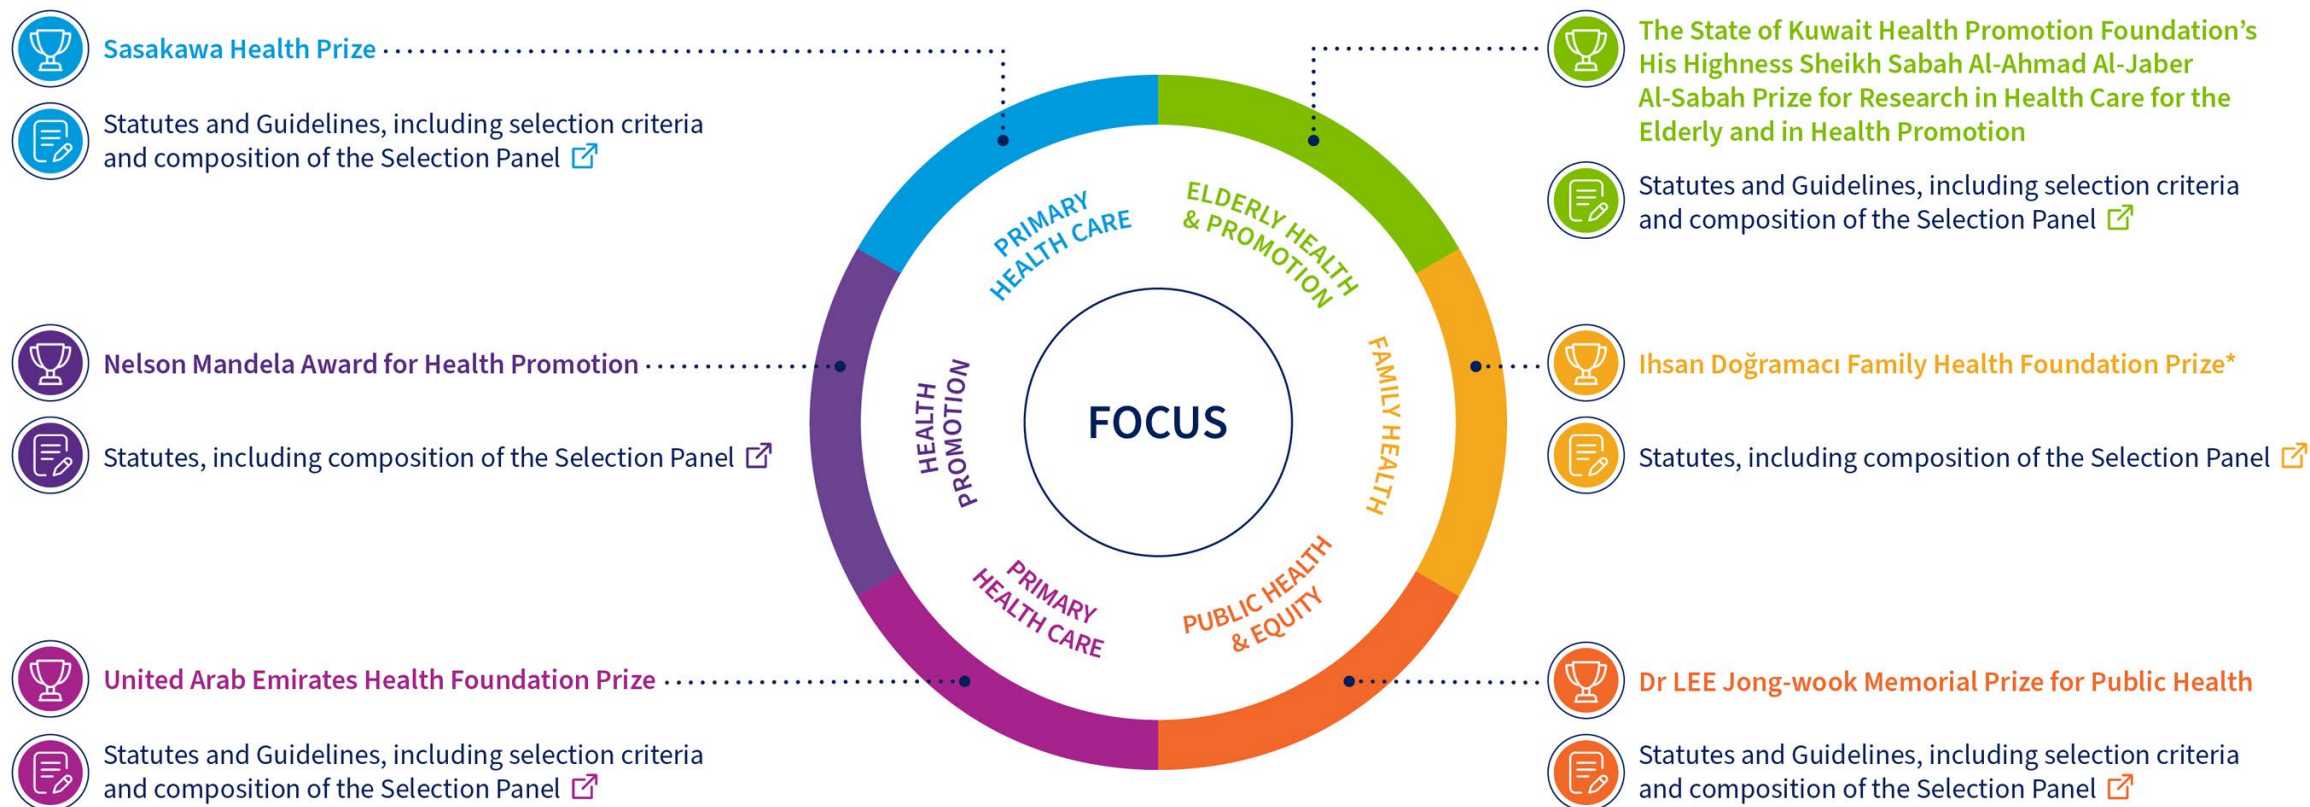 Sasakawa Health Prize
Statutes and Guidelines, including selection criteria
and composition of the Selection Panel
Nelson Mandela Award for Health Promotion
Statutes, including composition of the Selection Panel
United Arab Emirates Health Foundation Prize
Statutes and Guidelines, including selection criteria
and composition of the Selection Panel
PRIMARY
HEALTH CARE
ELDERLY HEALTH
& PROMOTION
HEALTH
PROMOTION
FOCUS
FAMILY HEALTH
PRIMARY
HEALTH CARE
PUBLIC HEALTH
& EQUITY
The State of Kuwait Health Promotion Foundation’s
His Highness Sheikh Sabah Al-Ahmad Al-Jaber
Al-Sabah Prize for Research in Health Care for the
Elderly and in Health Promotion
Statutes and Guidelines, including selection criteria
and composition of the Selection Panel
Ihsan Doğramacı Family Health Foundation Prize*
Statutes, including composition of the Selection Panel
Dr LEE Jong-wook Memorial Prize for Public Health
Statutes and Guidelines, including selection criteria
and composition of the Selection Panel